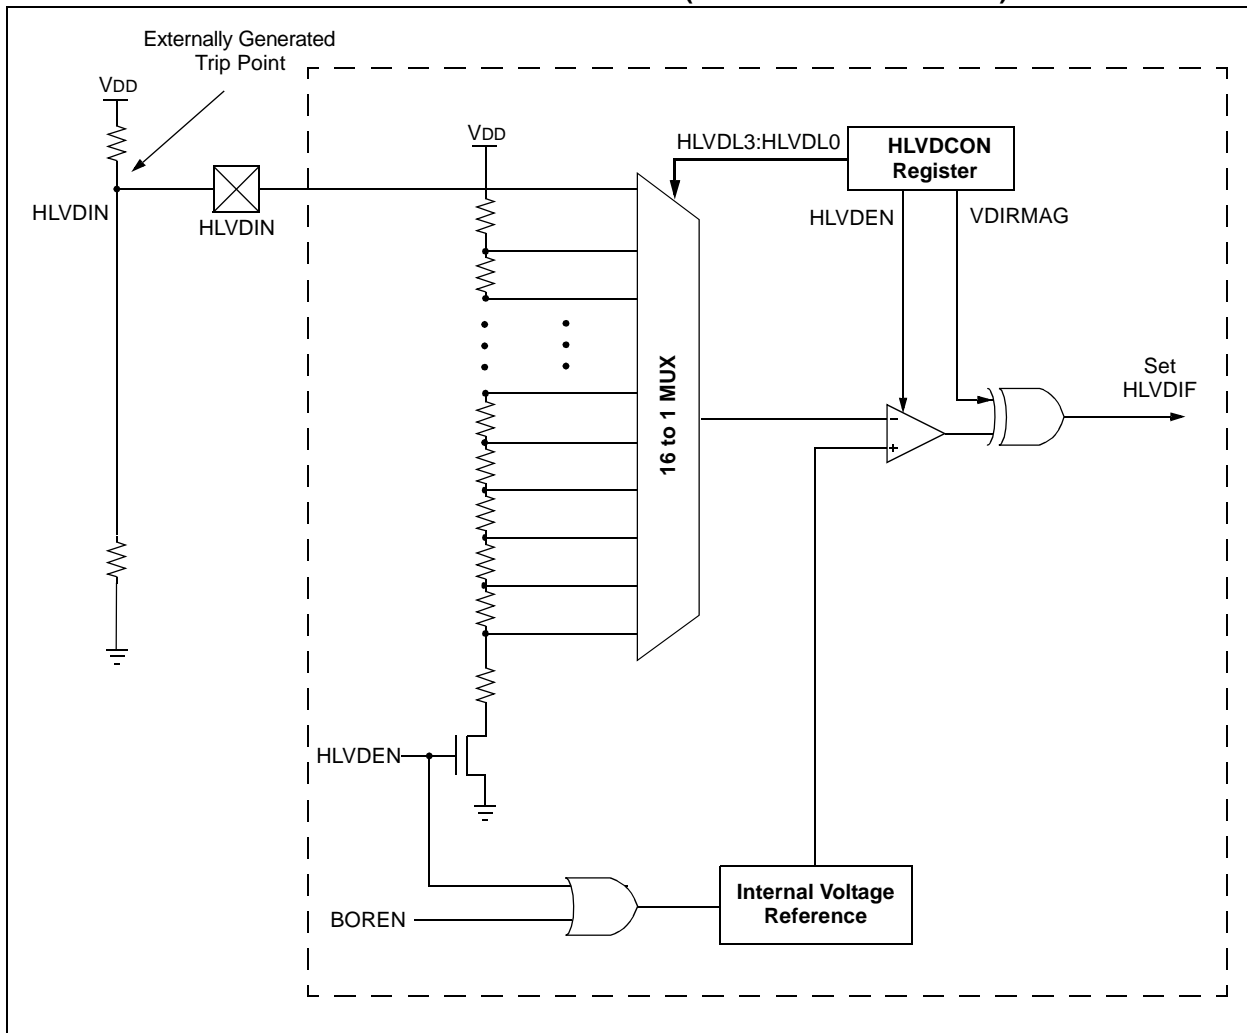 Externally Generated
Trip Point
VDD
HLVDIN
HLVDIN
VDD
HLVDL3:HLVDL0
HLVDCON
Register
HLVDEN
VDIRMAG
16 to 1 MUX
-
+
Set
HLVDIF
HLVDEN
BOREN
Internal Voltage
Reference